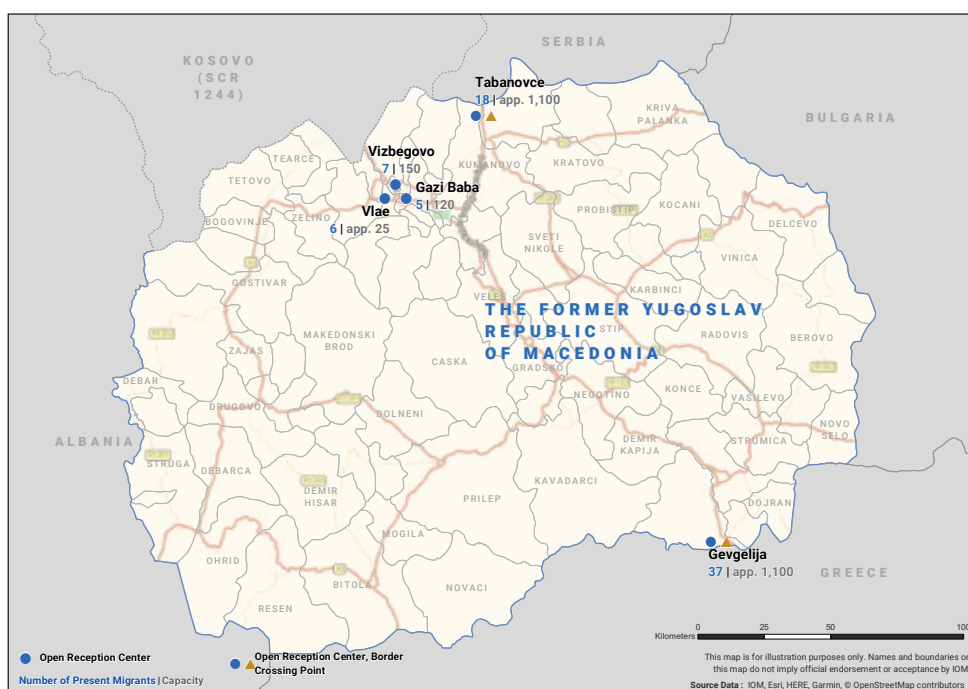 SERBIA
KOSOVO
(SCR
1244)
Tabanovce
18 | app. 1,100
KRIVA
PALANKA
BULGARIA
Vizbegovo
7 | 150
TEARCE
KUMANOVO
KRATOVO
TETOVO
Gazi Baba
5 | 120
Vlae
6 | app. 25
BOGOVINJE
ZELINO
PROBISTIP
KOCANI
DELCEVO
SVETI
NIKOLE
VINICA
GOSTIVAR
KARBINCI
VELES
THE FORMER YUGOSLAV
REPUBLIC
OF MACEDONIA
STIP
MAKEDONSKI
BROD
RADOVIS
BEROVO
ZAJAS
CASKA
GRADSKO
DEBAR
KONCE
NEGOTINO
VASILEVO
DRUGOVO
DOLNENI
NOVO
SELO
ALBANIA
DEMIR
KAPIJA
STRUMICA
STRUGA
DEBARCA
KAVADARCI
DEMIR
HISAR
PRILEP
DOJRAN
MOGILA
OHRID
Gevgelija
37 | app. 1,100
GREECE
BITOLA
NOVACI
RESEN
0 25 50 100
Kilometers
Open Reception Center
Open Reception Center, Border
Crossing Point
Number of Present Migrants | Capacity
This map is for illustration purposes only. Names and boundaries on
this map do not imply official endorsement or acceptance by IOM
Source Data : IOM, Esri, HERE, Garmin, © OpenStreetMap contributors